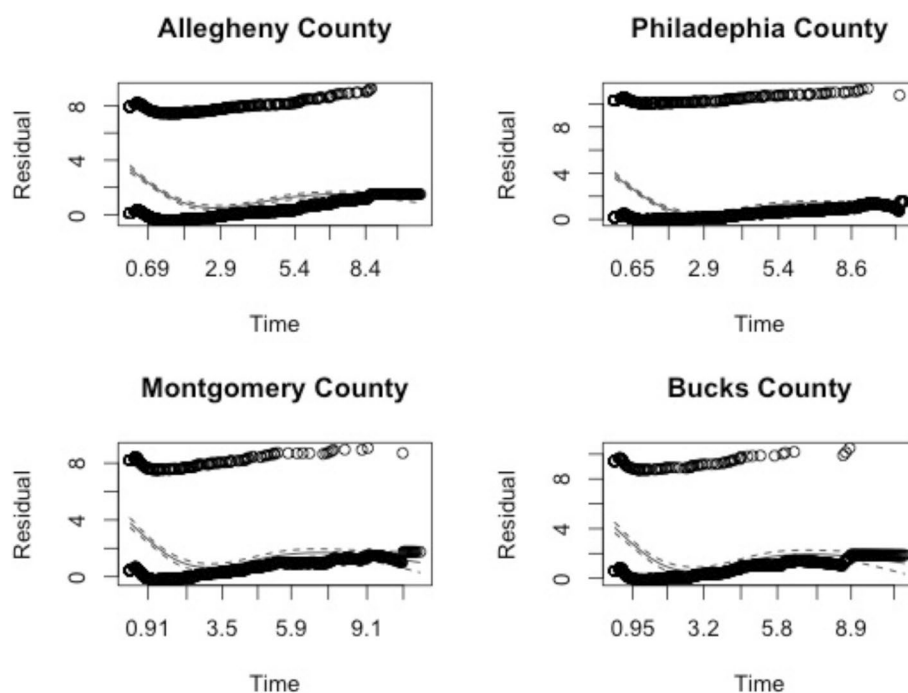 Allegheny County
Residual
8
4
0
0.69 2.9 5.4 8.4
Time
Philadephia County
Residual
8
4
0
0.65 2.9 5.4 8.6
Time
Montgomery County
Residual
8
4
0
0.91 3.5 5.9 9.1
Time
Bucks County
Residual
8
4
0
0.95 3.2 5.8 8.9
Time